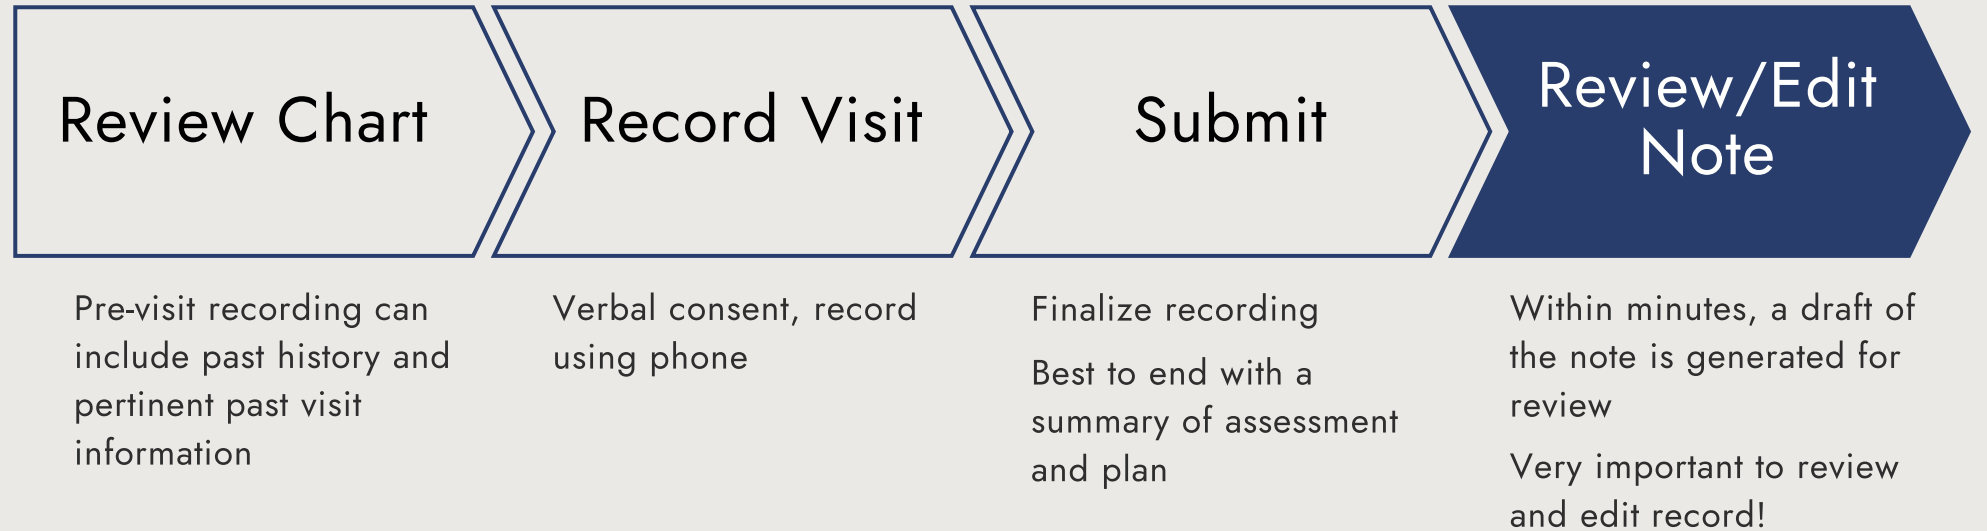 Review Chart
Record Visit
Submit
Review/Edit
Note
Pre-visit recording can
include past history and
pertinent past visit
information
Verbal consent, record
using phone
Finalize recording
Best to end with a
summary of assessment
and plan
Within minutes, a draft of
the note is generated for
review
Very important to review
and edit record!